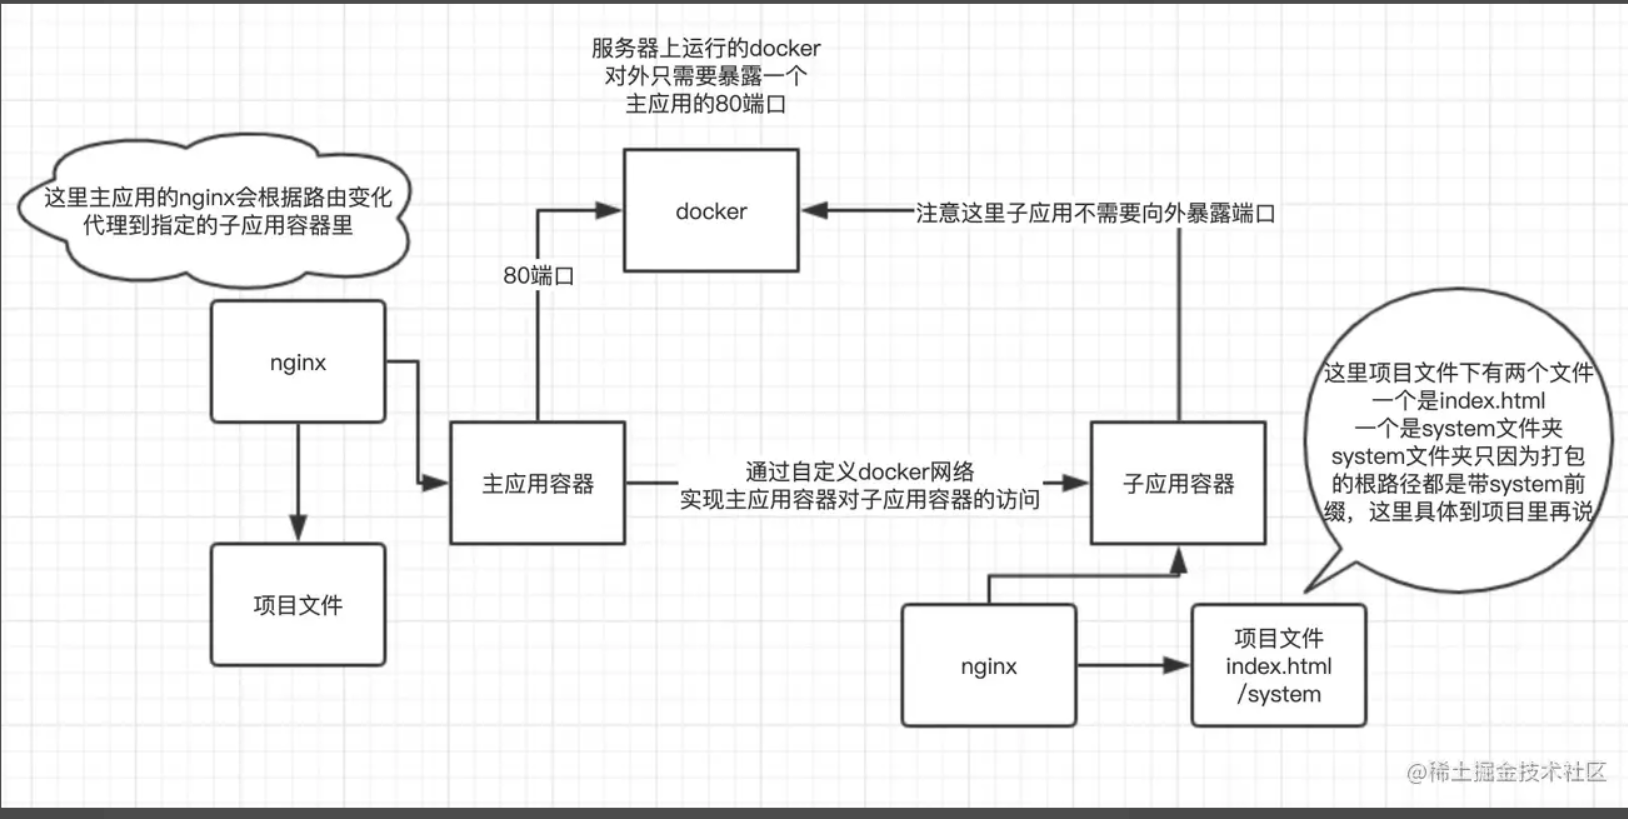 服务器上运行的docker
对外只需要暴露一个
主应用的80端口
这里主应用的nginx会根据路由变化
代理到指定的子应用容器里
docker
注意这里子应用不需要向外暴露端口
80端口
nginx
主应用容器
通过自定义docker网络
实现主应用容器对子应用容器的访问
子应用容器
这里项目文件下有两个文件
一个是index.html
一个是system文件夹
system文件夹只因为打包
的根路径都是带system前
缀，这里具体到项目里再说
项目文件
nginx
项目文件
index.html
/system
@稀土掘金技术社区